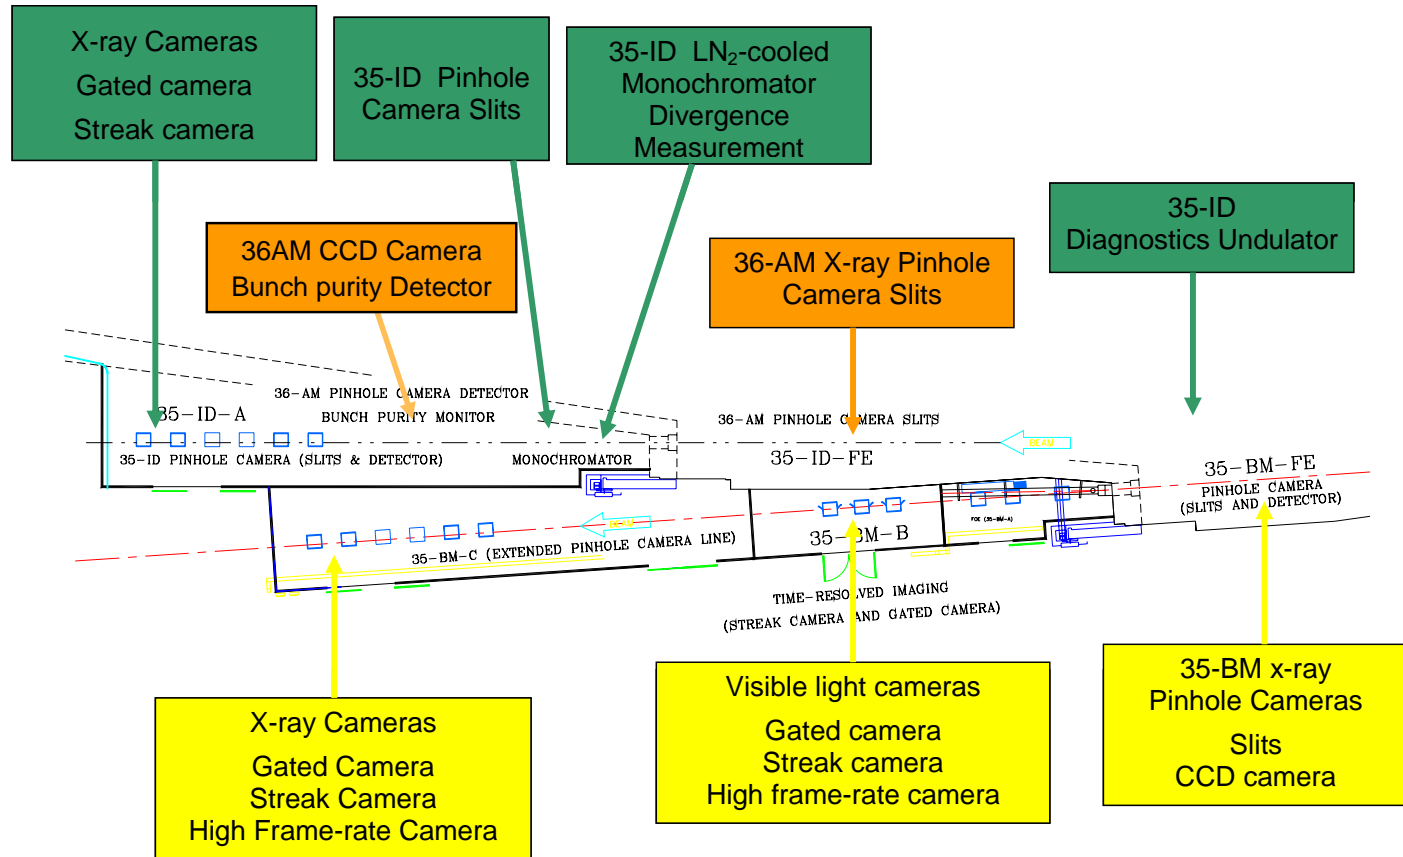 X-ray Cameras
Gated camera
Streak camera
35-ID Pinhole
Camera Slits
35-ID LN₂-cooled
Monochromator
Divergence
Measurement
35-ID
Diagnostics Undulator
36AM CCD Camera
Bunch purity Detector
36-AM X-ray Pinhole
Camera Slits
36-AM PINHOLE CAMERA DETECTOR
BUNCH PURITY MONITOR
35-ID-A
36-AM PINHOLE CAMERA SLITS
BEAM
35-ID PINHOLE CAMERA (SLITS & DETECTOR)
MONOCHROMATOR
35-ID-FE
35-BM-FE
PINHOLE CAMERA
(SLITS AND DETECTOR)
FOE (35-BM-A)
BEAM
35-BM-B
35-BM-C (EXTENDED PINHOLE CAMERA LINE)
TIME-RESOLVED IMAGING
(STREAK CAMERA AND GATED CAMERA)
X-ray Cameras
Gated Camera
Streak Camera
High Frame-rate Camera
Visible light cameras
Gated camera
Streak camera
High frame-rate camera
35-BM x-ray
Pinhole Cameras
Slits
CCD camera